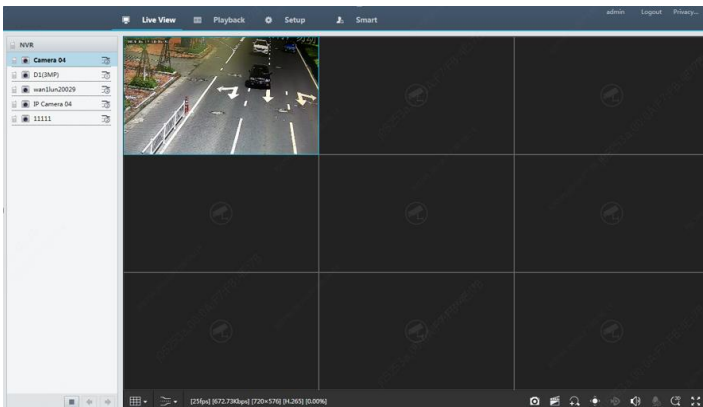 Live View Playback Setup Smart
admin Logout Privacy...
NVR
Camera 04
D1(3MP)
wan1lun20029
IP Camera 04
11111
[25fps] [672.73Kbps] [720×576] [H.265] [0.00%]